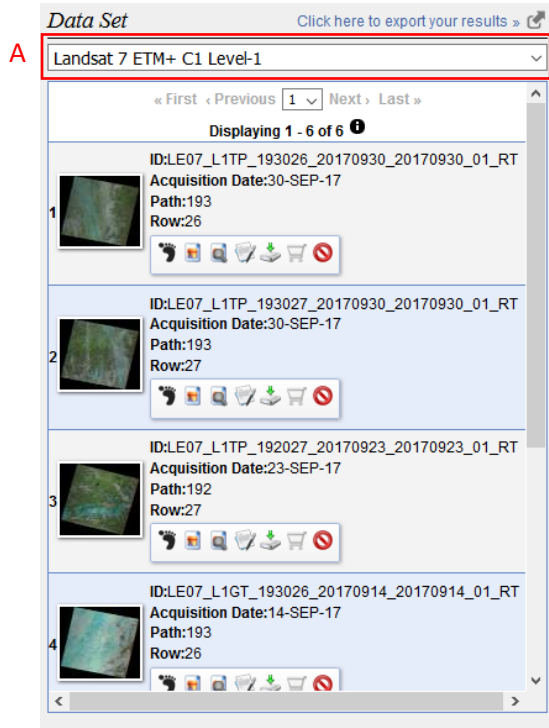 Data Set
Click here to export your results »
A
Landsat 7 ETM+ C1 Level-1
« First ‹ Previous 1 Next › Last »
Displaying 1 - 6 of 6 i
1
ID:LE07_L1TP_193026_20170930_20170930_01_RT
Acquisition Date:30-SEP-17
Path:193
Row:26
2
ID:LE07_L1TP_193027_20170930_20170930_01_RT
Acquisition Date:30-SEP-17
Path:193
Row:27
3
ID:LE07_L1TP_192027_20170923_20170923_01_RT
Acquisition Date:23-SEP-17
Path:192
Row:27
4
ID:LE07_L1GT_193026_20170914_20170914_01_RT
Acquisition Date:14-SEP-17
Path:193
Row:26